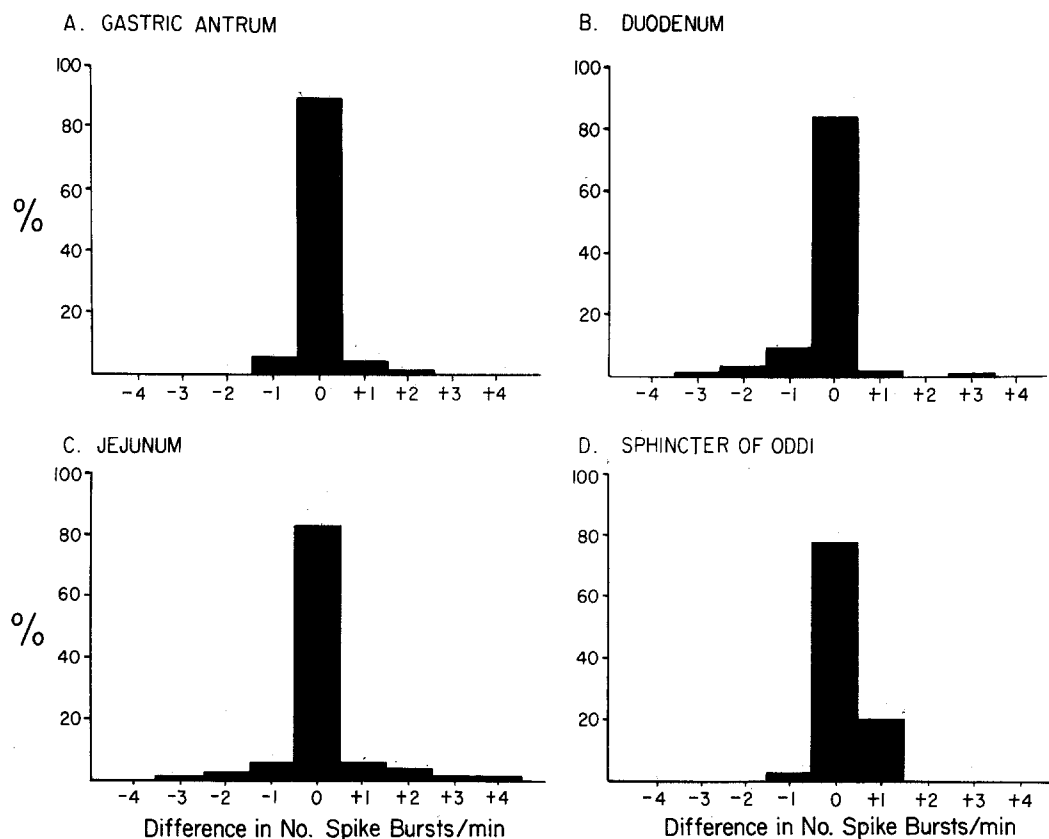 A. GASTRIC ANTRUM
100
80
60
40
20
%
-4 -3 -2 -1 0 +1 +2 +3 +4
B. DUODENUM
100
80
60
40
20
-4 -3 -2 -1 0 +1 +2 +3 +4
C. JEJUNUM
100
80
60
40
20
%
-4 -3 -2 -1 0 +1 +2 +3 +4
Difference in No. Spike Bursts/min
D. SPHINCTER OF ODDI
100
80
60
40
20
-4 -3 -2 -1 0 +1 +2 +3 +4
Difference in No. Spike Bursts/min